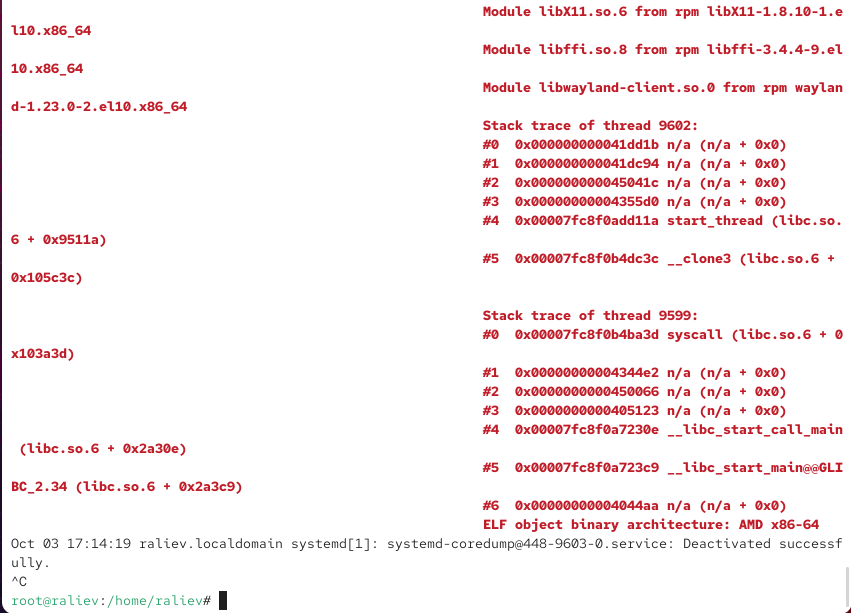 Module libX11.so.6 from rpm libX11-1.8.10-1.e
l10.x86_64
Module libffi.so.8 from rpm libffi-3.4.4-9.el
10.x86_64
Module libwayland-client.so.0 from rpm waylan
d-1.23.0-2.el10.x86_64
Stack trace of thread 9602:
#0  0x000000000041dd1b n/a (n/a + 0x0)
#1  0x000000000041dc94 n/a (n/a + 0x0)
#2  0x000000000045041c n/a (n/a + 0x0)
#3  0x00000000004355d0 n/a (n/a + 0x0)
#4  0x00007fc8f0add11a start_thread (libc.so.
6 + 0x9511a)
#5  0x00007fc8f0b4dc3c __clone3 (libc.so.6 +
0x105c3c)
Stack trace of thread 9599:
#0  0x00007fc8f0b4ba3d syscall (libc.so.6 + 0
x103a3d)
#1  0x00000000004344e2 n/a (n/a + 0x0)
#2  0x0000000000450066 n/a (n/a + 0x0)
#3  0x0000000000405123 n/a (n/a + 0x0)
#4  0x00007fc8f0a7230e __libc_start_call_main
(libc.so.6 + 0x2a30e)
#5  0x00007fc8f0a723c9 __libc_start_main@@GLI
BC_2.34 (libc.so.6 + 0x2a3c9)
#6  0x00000000004044aa n/a (n/a + 0x0)
ELF object binary architecture: AMD x86-64
Oct 03 17:14:19 raliev.localdomain systemd[1]: systemd-coredump@448-9603-0.service: Deactivated successf
ully.
^C
root@raliev:/home/raliev#